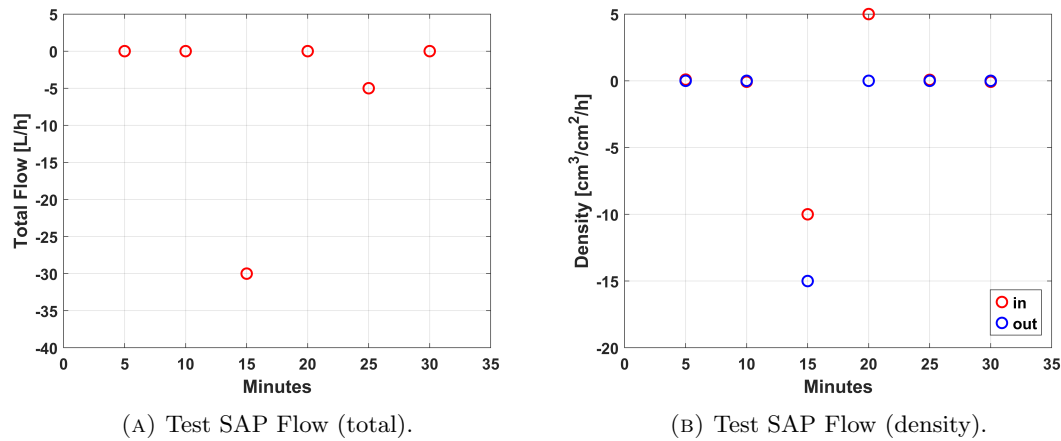 5
0
-5
-10
-15
-20
-25
-30
-35
-40
Total Flow [L/h]
0 5 10 15 20 25 30 35
Minutes
(A) Test SAP Flow (total).
5
0
-5
-10
-15
-20
Density [cm³/cm²/h]
in
out
0 5 10 15 20 25 30 35
Minutes
(B) Test SAP Flow (density).